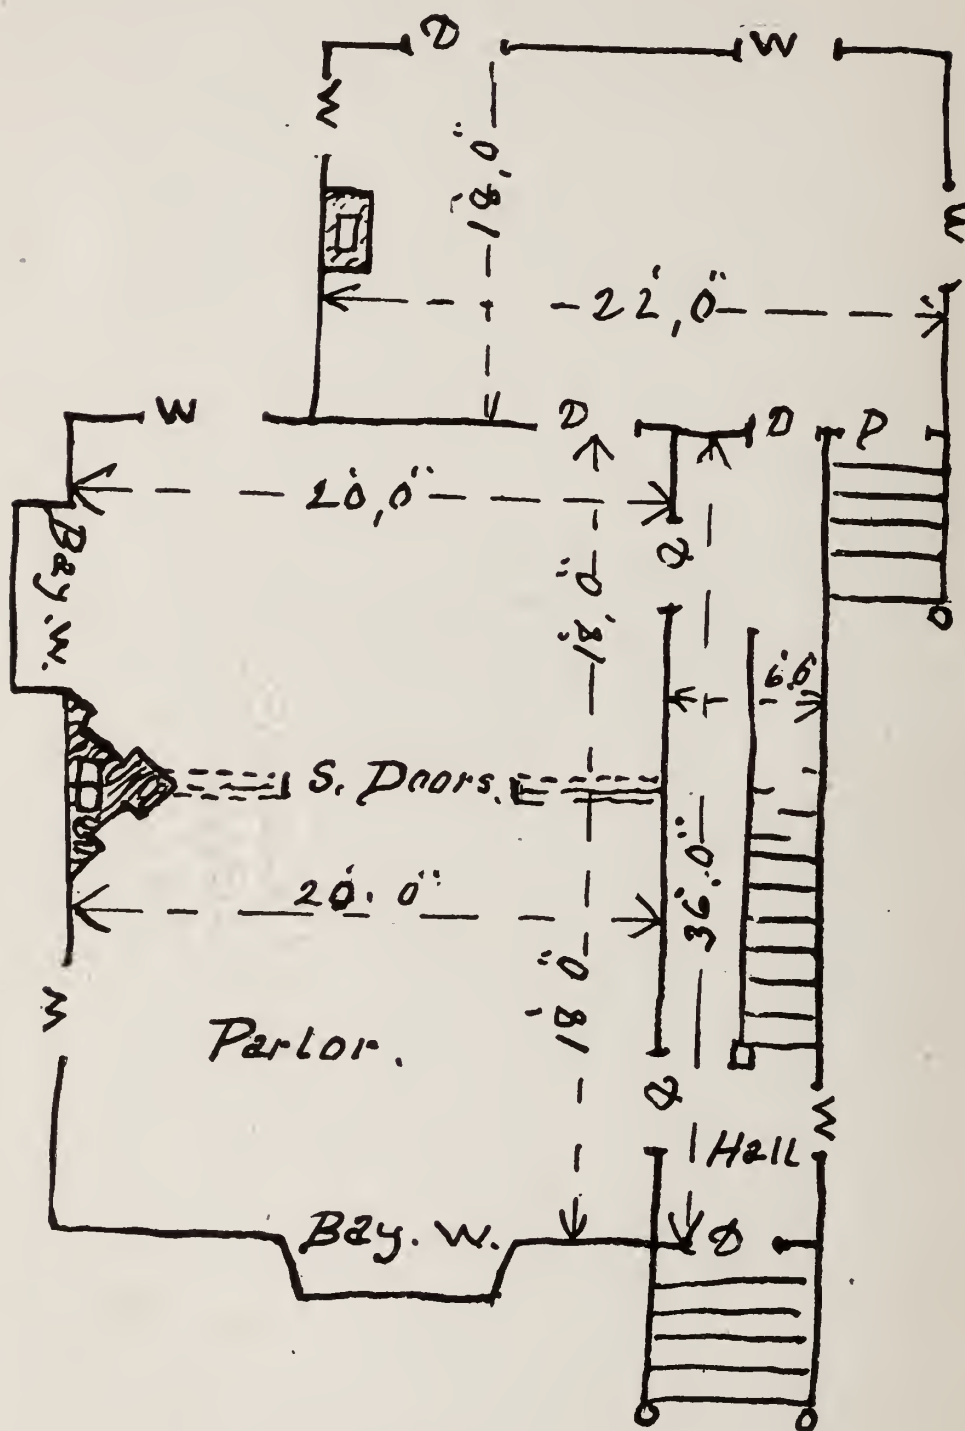 D
W
W
18',0"
W
22',0"
W
D
D
D
20',0"
Bay. W.
18',0"
D
6'.6
S. Doors.
36'.0"
20'.0"
W
18',0"
Parlor.
D
W
Hall
Bay. W.
D